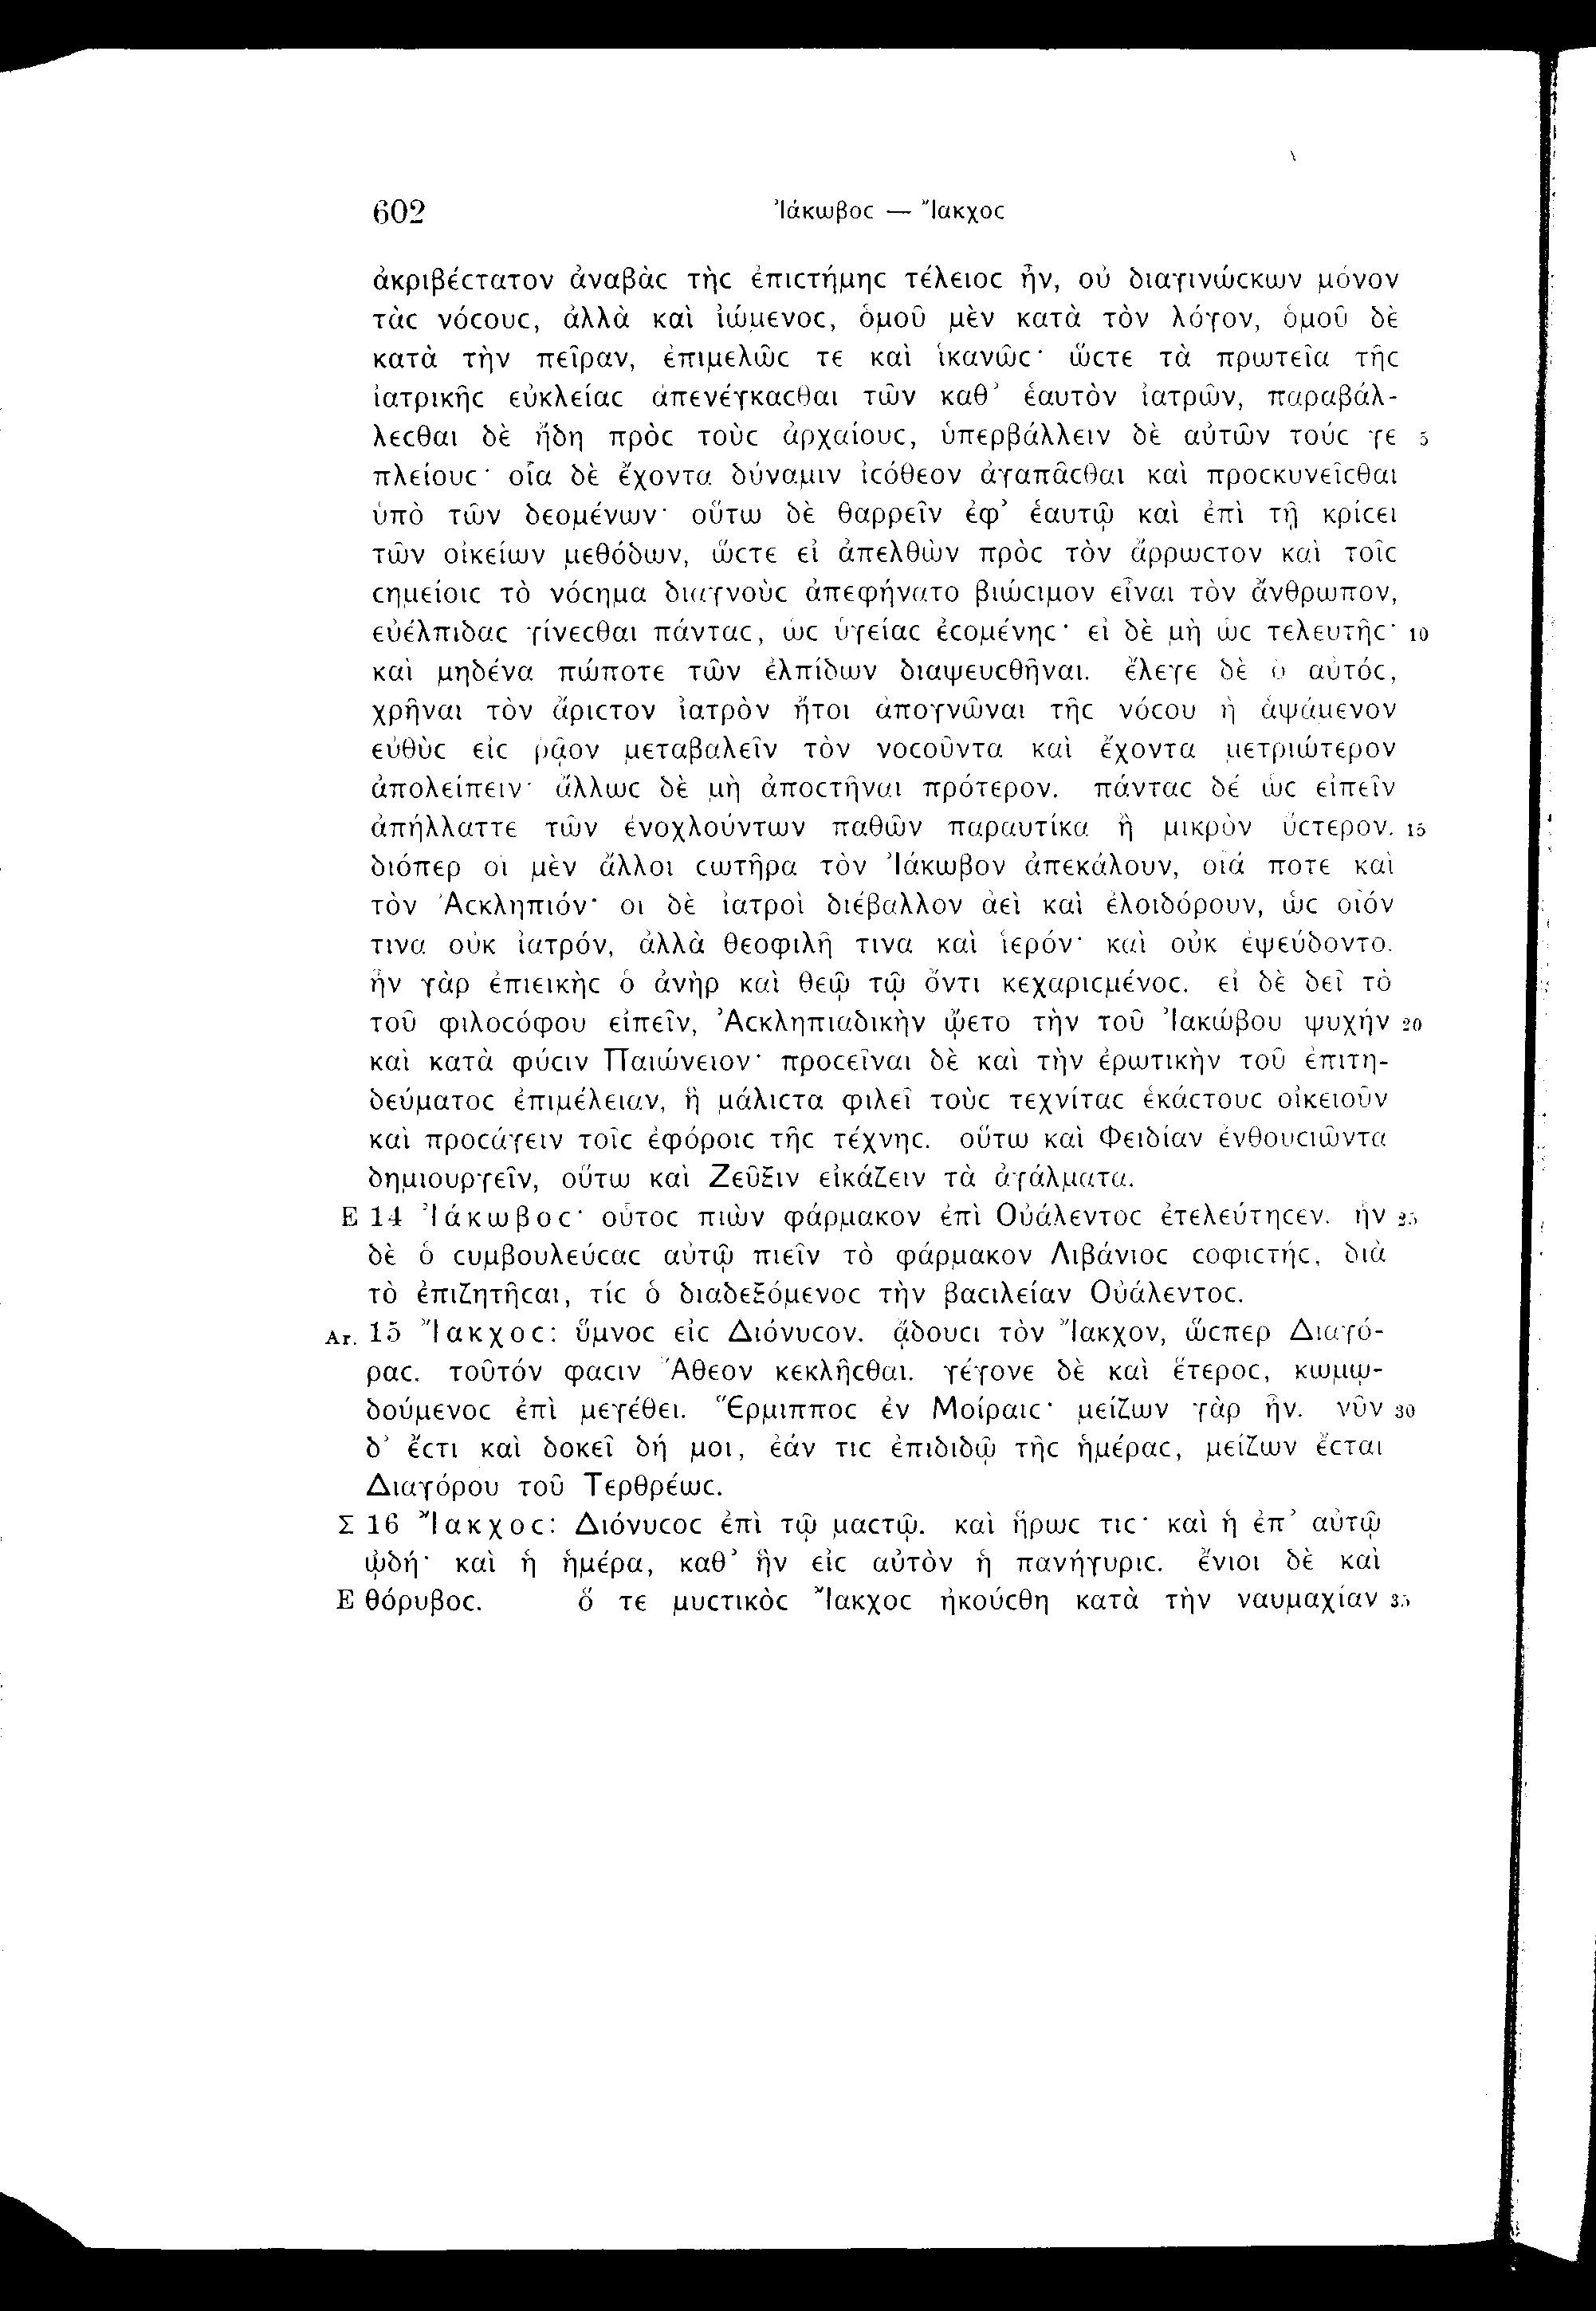 602 Ἰάκωβοϲ — Ἴακχοϲ
ἀκριβέϲτατον ἀναβὰϲ τὴϲ ἐπιϲτήμηϲ τέλειοϲ ἦν, οὐ διαγινώϲκων μόνον
τὰϲ νόϲουϲ, ἀλλὰ καὶ ἰώμενοϲ, ὁμοῦ μὲν κατὰ τὸν λόγον, ὁμοῦ δὲ
κατὰ τὴν πεῖραν, ἐπιμελῶϲ τε καὶ ἱκανῶϲ· ὥϲτε τὰ πρωτεῖα τῆϲ
ἰατρικῆϲ εὐκλείαϲ ἀπενέγκαϲθαι τῶν καθ’ ἑαυτὸν ἰατρῶν, παραβάλ-
λεϲθαι δὲ ἤδη πρὸϲ τοὺϲ ἀρχαίουϲ, ὑπερβάλλειν δὲ αὐτῶν τούϲ γε 5
πλείουϲ· οἷα δὲ ἔχοντα δύναμιν ἰϲόθεον ἀγαπᾶϲθαι καὶ προϲκυνεῖϲθαι
ὑπὸ τῶν δεομένων· οὕτω δὲ θαρρεῖν ἐφ’ ἑαυτῷ καὶ ἐπὶ τῇ κρίϲει
τῶν οἰκείων μεθόδων, ὥϲτε εἰ ἀπελθὼν πρὸϲ τὸν ἄρρωϲτον καὶ τοῖϲ
ϲημείοιϲ τὸ νόϲημα διαγνοὺϲ ἀπεφήνατο βιώϲιμον εἶναι τὸν ἄνθρωπον,
εὐέλπιδαϲ γίνεϲθαι πάνταϲ, ὡϲ ὑγείαϲ ἐϲομένηϲ· εἰ δὲ μὴ ὡϲ τελευτῆϲ· 10
καὶ μηδένα πώποτε τῶν ἐλπίδων διαψευϲθῆναι. ἔλεγε δὲ ὁ αὐτόϲ,
χρῆναι τὸν ἄριϲτον ἰατρὸν ἤτοι ἀπογνῶναι τῆϲ νόϲου ἢ ἁψάμενον
εὐθὺϲ εἰϲ ῥᾷον μεταβαλεῖν τὸν νοϲοῦντα καὶ ἔχοντα μετριώτερον
ἀπολείπειν· ἄλλωϲ δὲ μὴ ἀποϲτῆναι πρότερον. πάνταϲ δέ ὡϲ εἰπεῖν
ἀπήλλαττε τῶν ἐνοχλούντων παθῶν παραυτίκα ἢ μικρὸν ὕϲτερον. 15
διόπερ οἱ μὲν ἄλλοι ϲωτῆρα τὸν Ἰάκωβον ἀπεκάλουν, οἷά ποτε καὶ
τὸν Ἀϲκληπιόν· οἱ δὲ ἰατροὶ διέβαλλον ἀεὶ καὶ ἐλοιδόρουν, ὡϲ οἷόν
τινα οὐκ ἰατρόν, ἀλλὰ θεοφιλῆ τινα καὶ ἱερόν· καὶ οὐκ ἐψεύδοντο.
ἦν γὰρ ἐπιεικὴϲ ὁ ἀνὴρ καὶ θεῷ τῷ ὄντι κεχαριϲμένοϲ. εἰ δὲ δεῖ τὸ
τοῦ φιλοϲόφου εἰπεῖν, Ἀϲκληπιαδικὴν ᾤετο τὴν τοῦ Ἰακώβου ψυχήν 20
καὶ κατὰ φύϲιν Παιώνειον· προϲεῖναι δὲ καὶ τὴν ἐρωτικὴν τοῦ ἐπιτη-
δεύματοϲ ἐπιμέλειαν, ἣ μάλιϲτα φιλεῖ τοὺϲ τεχνίταϲ ἑκάϲτουϲ οἰκειοῦν
καὶ προϲάγειν τοῖϲ ἐφόροιϲ τῆϲ τέχνηϲ. οὕτω καὶ Φειδίαν ἐνθουϲιῶντα
δημιουργεῖν, οὕτω καὶ Ζεῦξιν εἰκάζειν τὰ ἀγάλματα.
E 14 Ἰάκωβοϲ· οὗτοϲ πιὼν φάρμακον ἐπὶ Οὐάλεντοϲ ἐτελεύτηϲεν. ἦν 25
δὲ ὁ ϲυμβουλεύϲαϲ αὐτῷ πιεῖν τὸ φάρμακον Λιβάνιοϲ ϲοφιϲτήϲ, διὰ
τὸ ἐπιζητῆϲαι, τίϲ ὁ διαδεξόμενοϲ τὴν βαϲιλείαν Οὐάλεντοϲ.
Ar. 15 Ἴακχοϲ: ὕμνοϲ εἰϲ Διόνυϲον. ᾄδουϲι τὸν Ἴακχον, ὥϲπερ Διαγό-
ραϲ. τοῦτόν φαϲιν Ἄθεον κεκλῆϲθαι. γέγονε δὲ καὶ ἕτεροϲ, κωμῳ-
δούμενοϲ ἐπὶ μεγέθει. Ἕρμιπποϲ ἐν Μοίραιϲ· μείζων γὰρ ἦν. νῦν 30
δ’ ἔϲτι καὶ δοκεῖ δή μοι, ἐάν τιϲ ἐπιδιδῷ τῆϲ ἡμέραϲ, μείζων ἔϲται
Διαγόρου τοῦ Τερθρέωϲ.
Σ 16 Ἴακχοϲ: Διόνυϲοϲ ἐπὶ τῷ μαϲτῷ. καὶ ἥρωϲ τιϲ· καὶ ἡ ἐπ’ αὐτῷ
ᾠδή· καὶ ἡ ἡμέρα, καθ’ ἣν εἰϲ αὐτὸν ἡ πανήγυριϲ. ἔνιοι δὲ καὶ
E θόρυβοϲ. ὅ τε μυϲτικὸϲ Ἴακχοϲ ἠκούϲθη κατὰ τὴν ναυμαχίαν 35